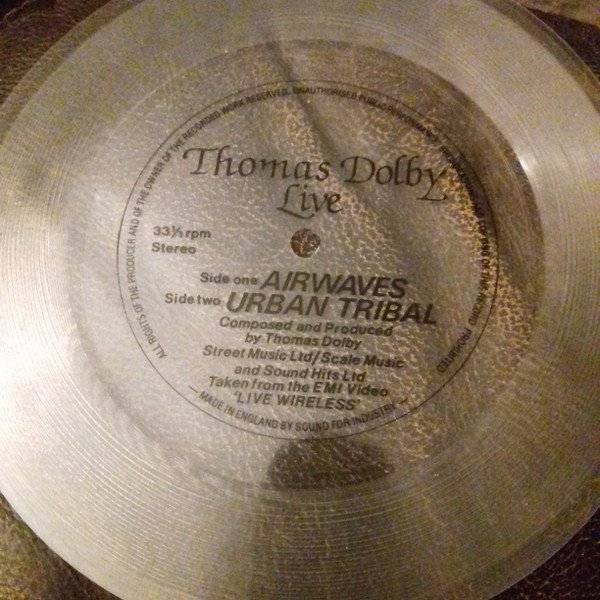 ALL RIGHTS OF THE PRODUCER AND OF THE OWNER OF THE RECORDED WORK RESERVED. UNAUTHORISED PUBLIC PERFORMANCE PROHIBITED
Thomas Dolby
Live
33⅓ rpm
Stereo
Side one AIRWAVES
Side two URBAN TRIBAL
Composed and Produced
by Thomas Dolby
Street Music Ltd/Scale Music
and Sound Hits Ltd
Taken from the EMI Video
'LIVE WIRELESS'
MADE IN ENGLAND BY SOUND FOR INDUSTRY